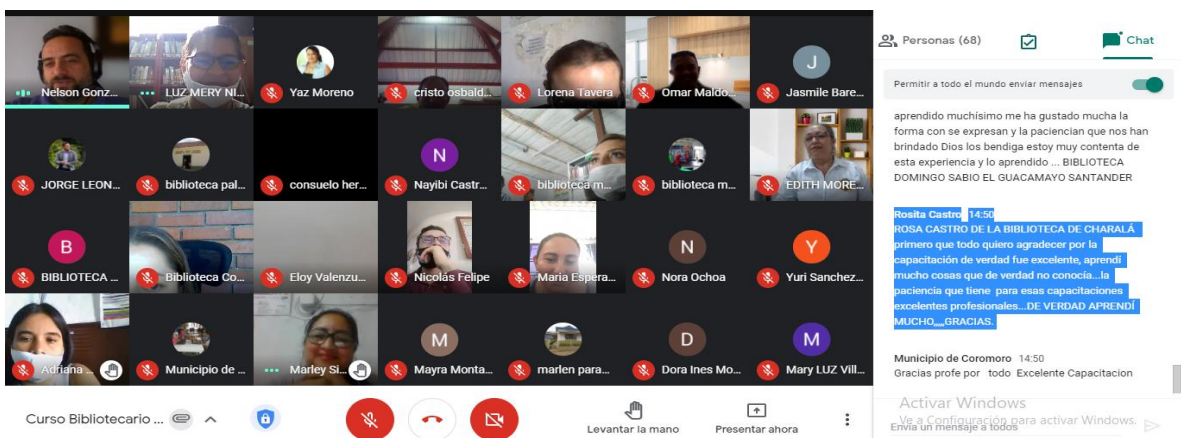 Nelson Gonz...
LUZ MERY NI...
Yaz Moreno
cristo osbald...
Lorena Tavera
Omar Maldo...
J
Jasmile Bare...
JORGE LEON...
biblioteca pal...
consuelo her...
N
Nayibi Castr...
biblioteca m...
biblioteca m...
EDITH MORE...
B
BIBLIOTECA ...
Biblioteca Co...
Eloy Valenzu...
Nicolás Felipe
Maria Espera...
N
Nora Ochoa
Y
Yuri Sanchez...
Adriana ...
Municipio de ...
Marley Si...
M
Mayra Monta...
marlen para...
D
Dora Ines Mo...
M
Mary LUZ Vill...
Curso Bibliotecario ...
Levantar la mano
Presentar ahora
Personas (68)
Chat
Permitir a todo el mundo enviar mensajes
aprendido muchísimo me ha gustado mucha la
forma con se expresan y la paciencian que nos han
brindado Dios los bendiga estoy muy contenta de
esta experiencia y lo aprendido ... BIBLIOTECA
DOMINGO SABIO EL GUACAMAYO SANTANDER
Rosita Castro 14:50
ROSA CASTRO DE LA BIBLIOTECA DE CHARALÁ
primero que todo quiero agradecer por la
capacitación de verdad fue excelente, aprendí
mucho cosas que de verdad no conocía...la
paciencia que tiene para esas capacitaciones
excelentes profesionales...DE VERDAD APRENDÍ
MUCHO,,,,GRACIAS.
Municipio de Coromoro 14:50
Gracias profe por todo Excelente Capacitacion
Activar Windows
Ve a Configuración para activar Windows.
Envía un mensaje a todos